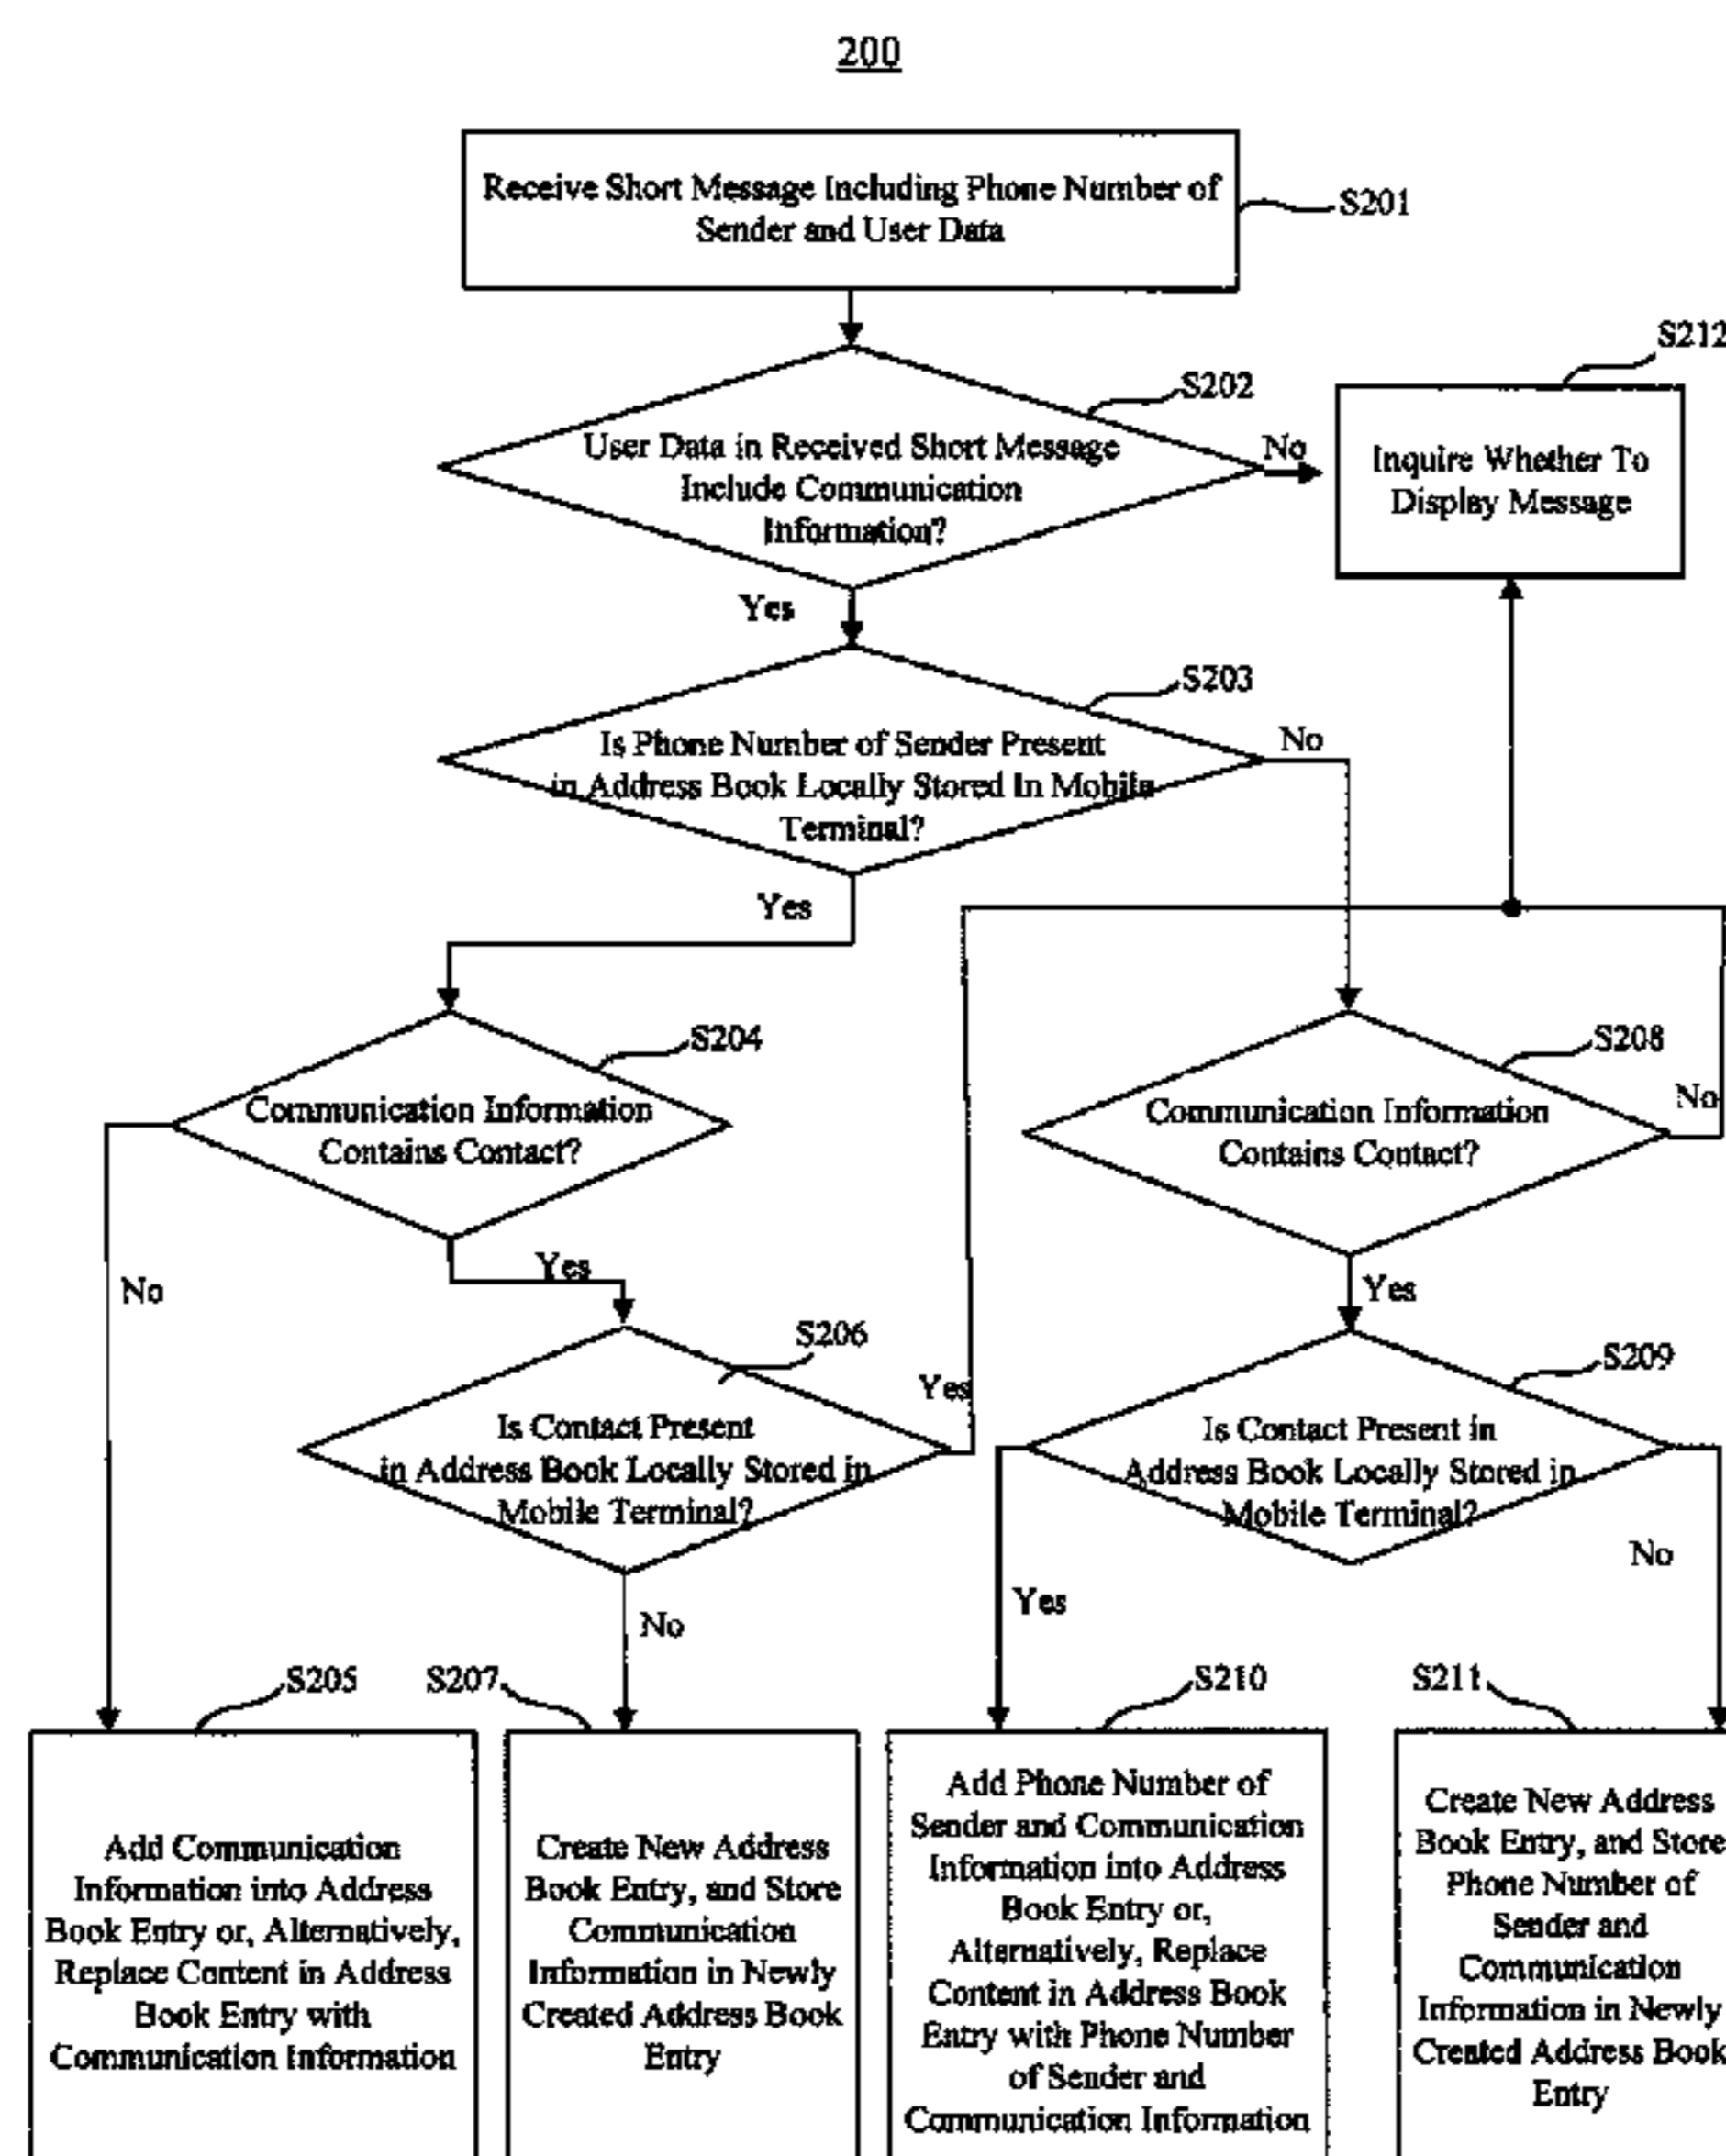 200
Receive Short Message Including Phone Number of
Sender and User Data
S201
S212
S202
User Data in Received Short Message
Include Communication
Information?
No
Inquire Whether To
Display Message
Yes
S203
Is Phone Number of Sender Present
in Address Book Locally Stored In Mobile
Terminal?
No
Yes
S204
Communication Information
Contains Contact?
S208
Communication Information
Contains Contact?
No
No
Yes
Yes
S206
Is Contact Present
in Address Book Locally Stored in
Mobile Terminal?
Yes
S209
Is Contact Present in
Address Book Locally Stored in
Mobile Terminal?
No
Yes
No
S205
S207
S210
S211
Add Communication
Information into Address
Book Entry or, Alternatively,
Replace Content in Address
Book Entry with
Communication Information
Create New Address
Book Entry, and Store
Communication
Information in Newly
Created Address Book
Entry
Add Phone Number of
Sender and Communication
Information into Address
Book Entry or,
Alternatively, Replace
Content in Address Book
Entry with Phone Number
of Sender and
Communication Information
Create New Address
Book Entry, and Store
Phone Number of
Sender and
Communication
Information in Newly
Created Address Book
Entry